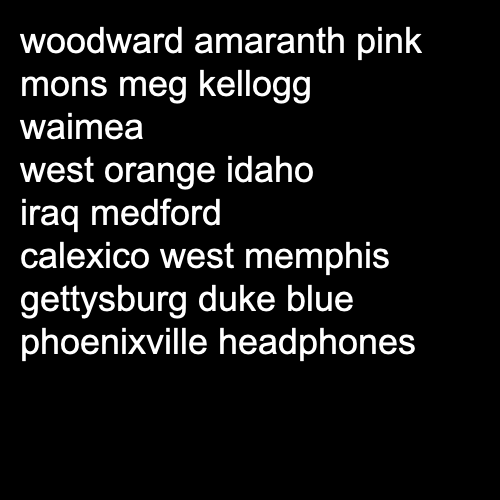 woodward amaranth pink
mons meg kellogg
waimea
west orange idaho
iraq medford
calexico west memphis
gettysburg duke blue
phoenixville headphones